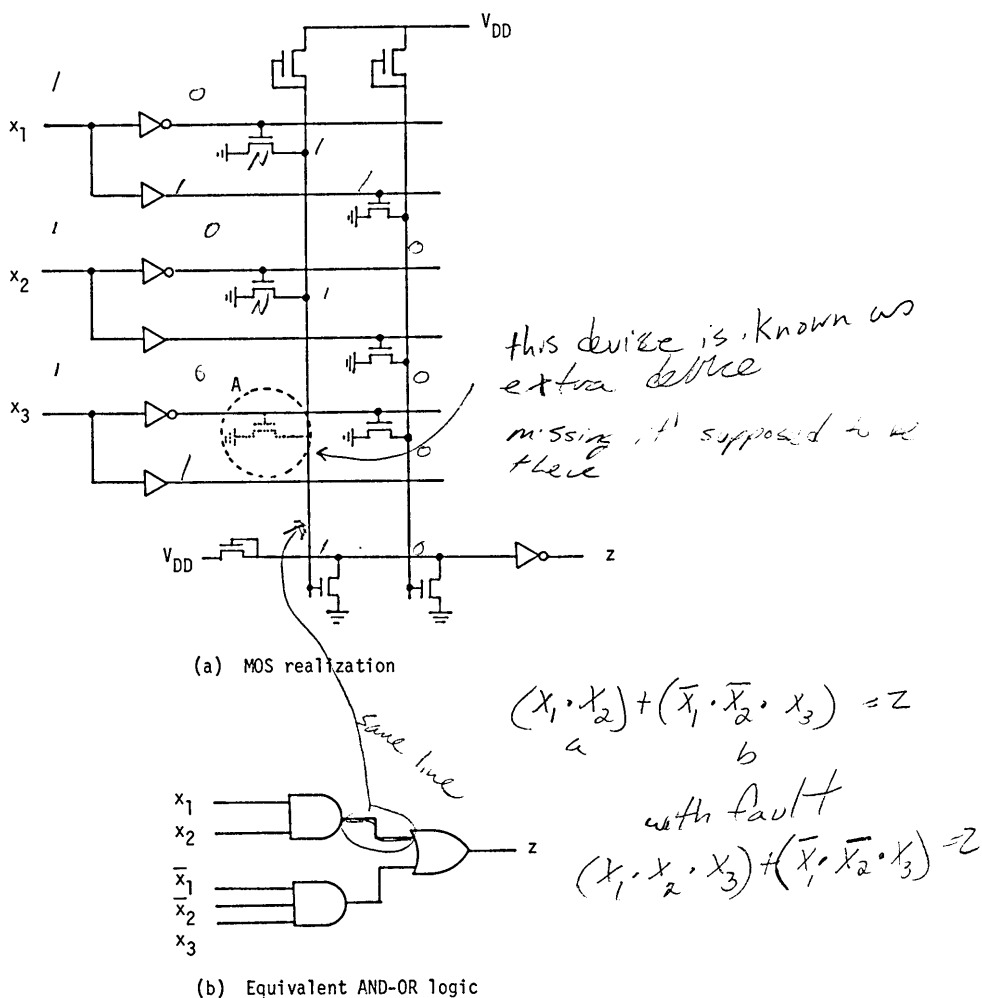 V_DD
1
0
x_1
N
1
1
1
1
0
0
x_2
N
1
this device is known as
extra device
0
1
6
A
x_3
missing it supposed to be
there
0
1
V_DD
1
0
z
(a) MOS realization
(X_1 · X_2) + (X̅_1 · X̅_2 · X_3) = Z
a
b
same line
with fault
(X_1 · X_2 · X_3) + (X̅_1 · X̅_2 · X_3) = Z
x_1
x_2
z
x̅_1
x̅_2
x_3
(b) Equivalent AND-OR logic